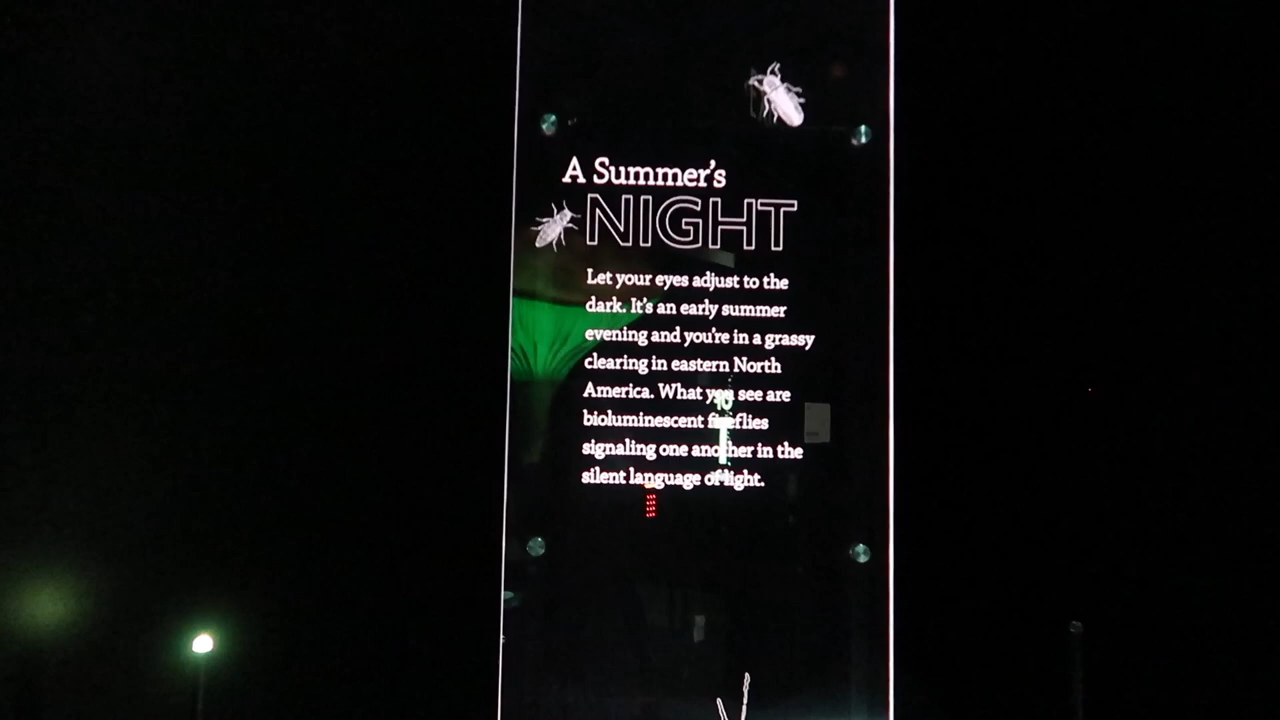 A Summer's
NIGHT
Let your eyes adjust to the
dark. It's an early summer
evening and you're in a grassy
clearing in eastern North
America. What you see are
bioluminescent fireflies
signaling one another in the
silent language of light.